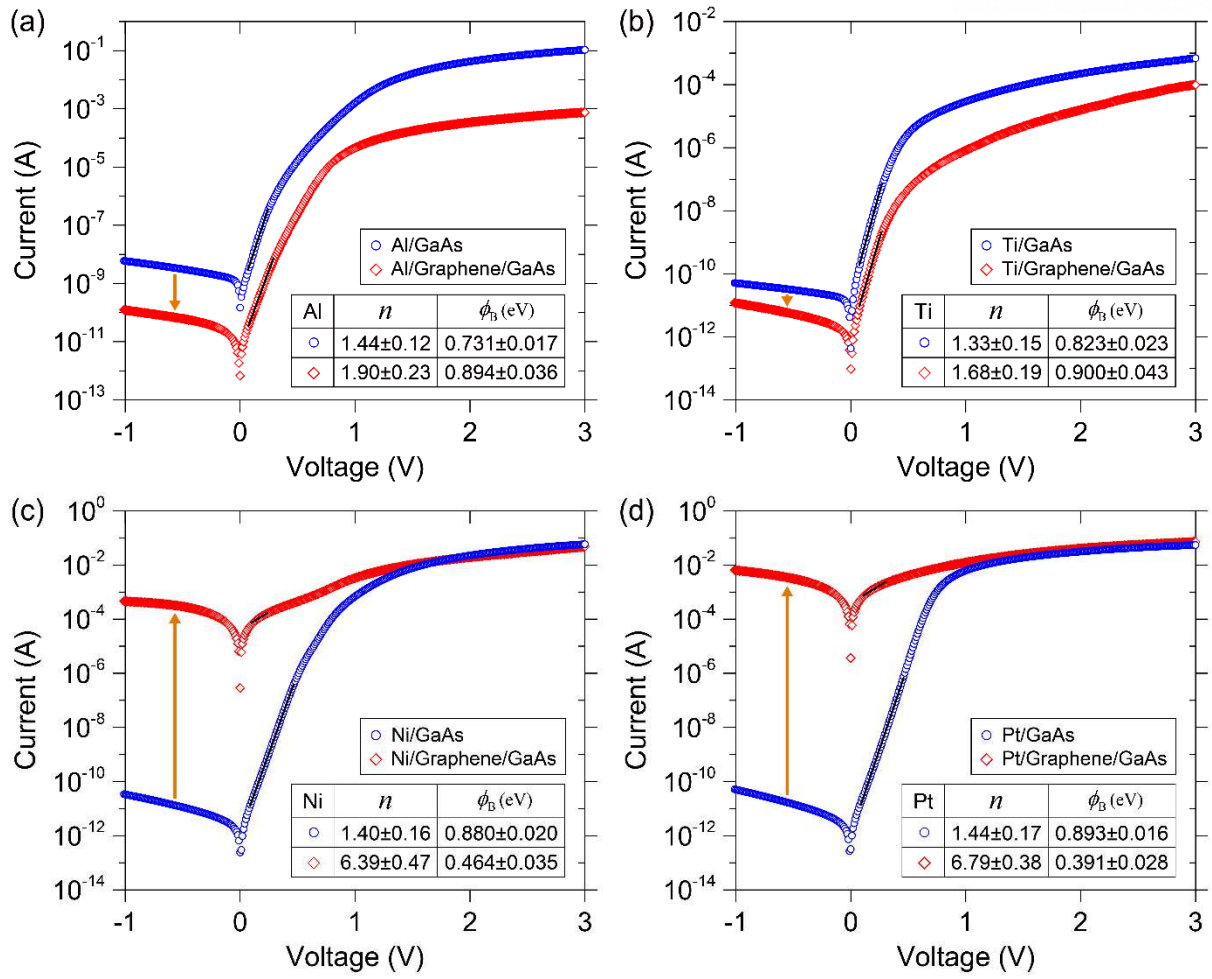 (a)
10⁻¹
10⁻³
10⁻⁵
10⁻⁷
10⁻⁹
10⁻¹¹
10⁻¹³
Current (A)
Al/GaAs
Al/Graphene/GaAs
Al n ϕB (eV)
1.44±0.12 0.731±0.017
1.90±0.23 0.894±0.036
-1 0 1 2 3
Voltage (V)
(b)
10⁻²
10⁻⁴
10⁻⁶
10⁻⁸
10⁻¹⁰
10⁻¹²
10⁻¹⁴
Current (A)
Ti/GaAs
Ti/Graphene/GaAs
Ti n ϕB (eV)
1.33±0.15 0.823±0.023
1.68±0.19 0.900±0.043
-1 0 1 2 3
Voltage (V)
(c)
10⁰
10⁻²
10⁻⁴
10⁻⁶
10⁻⁸
10⁻¹⁰
10⁻¹²
10⁻¹⁴
Current (A)
Ni/GaAs
Ni/Graphene/GaAs
Ni n ϕB (eV)
1.40±0.16 0.880±0.020
6.39±0.47 0.464±0.035
-1 0 1 2 3
Voltage (V)
(d)
10⁰
10⁻²
10⁻⁴
10⁻⁶
10⁻⁸
10⁻¹⁰
10⁻¹²
10⁻¹⁴
Current (A)
Pt/GaAs
Pt/Graphene/GaAs
Pt n ϕB (eV)
1.44±0.17 0.893±0.016
6.79±0.38 0.391±0.028
-1 0 1 2 3
Voltage (V)